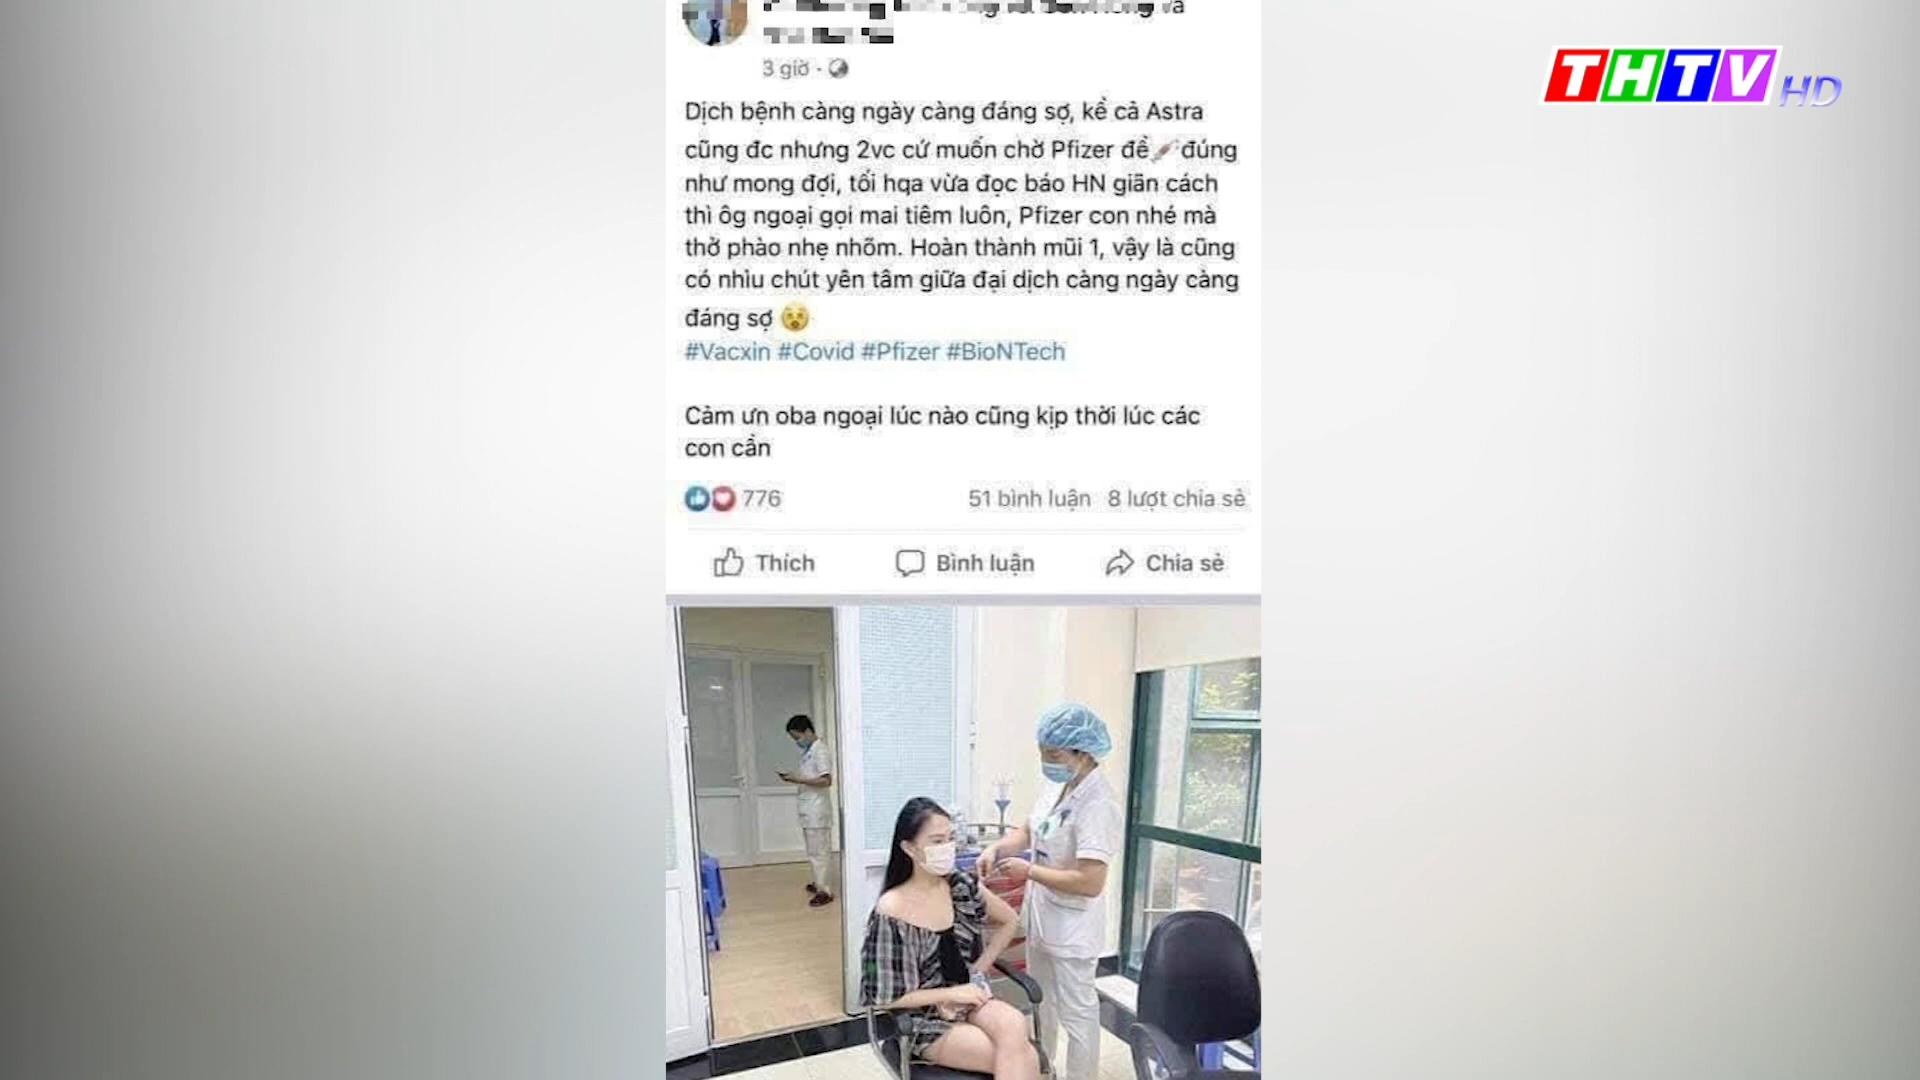 THTV HD
3 giờ ·
Dịch bệnh càng ngày càng đáng sợ, kể cả Astra
cũng đc nhưng 2vc cứ muốn chờ Pfizer để 💉 đúng
như mong đợi, tối hqa vừa đọc báo HN giãn cách
thì ôg ngoại gọi mai tiêm luôn, Pfizer con nhé mà
thở phào nhẹ nhõm. Hoàn thành mũi 1, vậy là cũng
có nhìu chút yên tâm giữa đại dịch càng ngày càng
đáng sợ 😵
#Vacxin #Covid #Pfizer #BioNTech
Cảm ưn oba ngoại lúc nào cũng kịp thời lúc các
con cần
776 51 bình luận 8 lượt chia sẻ
Thích Bình luận Chia sẻ